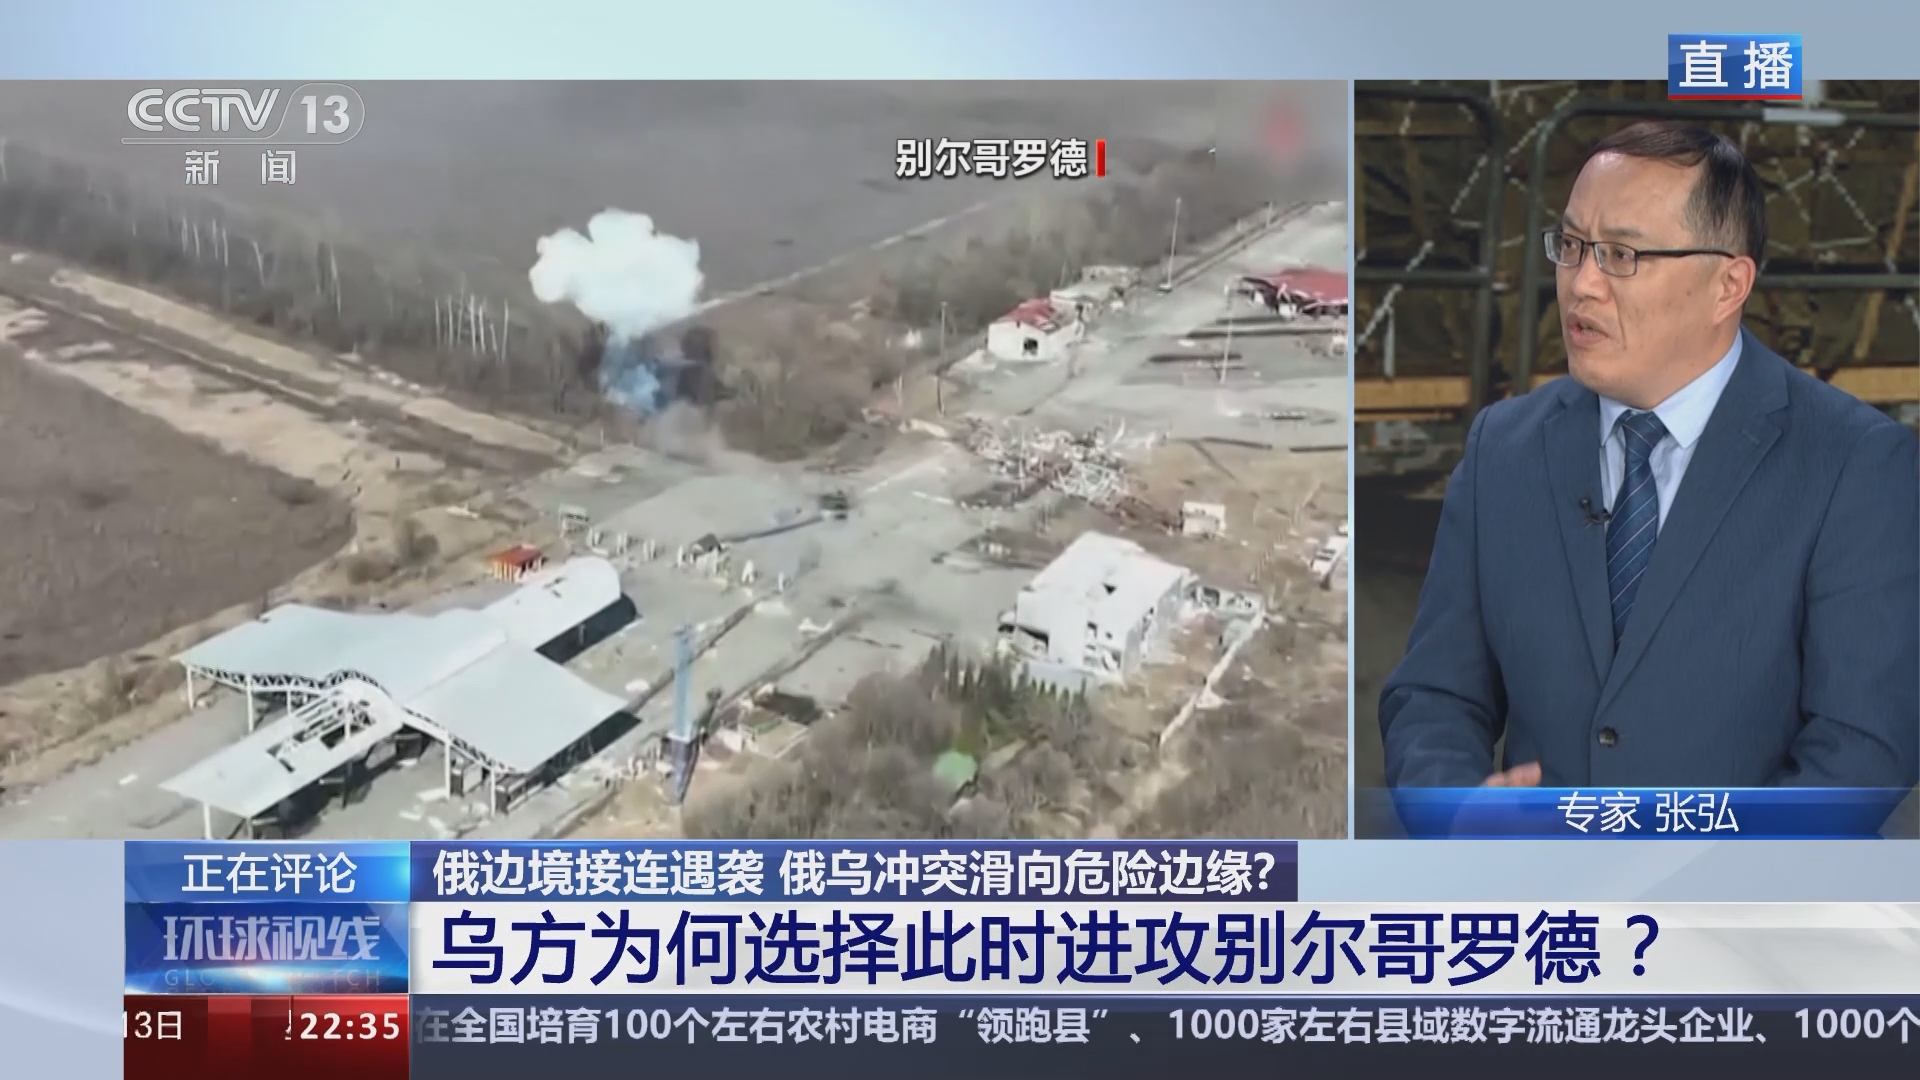 直播
CCTV 13
新闻
别尔哥罗德
专家 张弘
正在评论
俄边境接连遇袭 俄乌冲突滑向危险边缘?
环球视线
乌方为何选择此时进攻别尔哥罗德？
13日
22:35
在全国培育100个左右农村电商“领跑县”、1000家左右县域数字流通龙头企业、1000个